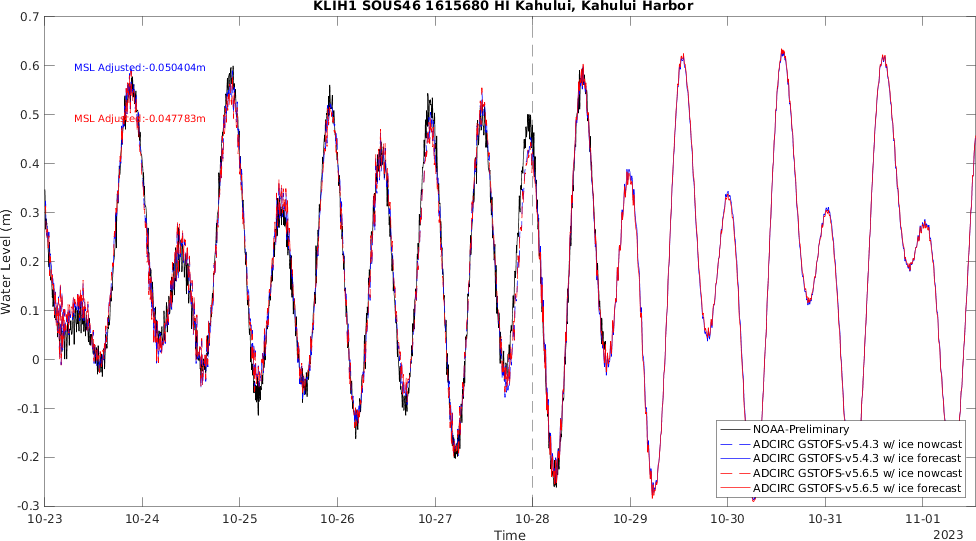 KLIH1 SOUS46 1615680 HI Kahului, Kahului Harbor
0.7
0.6
0.5
0.4
0.3
0.2
0.1
0
-0.1
-0.2
-0.3
Water Level (m)
MSL Adjusted:-0.050404m
MSL Adjusted:-0.047783m
NOAA-Preliminary
ADCIRC GSTOFS-v5.4.3 w/ ice nowcast
ADCIRC GSTOFS-v5.4.3 w/ ice forecast
ADCIRC GSTOFS-v5.6.5 w/ ice nowcast
ADCIRC GSTOFS-v5.6.5 w/ ice forecast
10-23 10-24 10-25 10-26 10-27 10-28 10-29 10-30 10-31 11-01
Time
2023